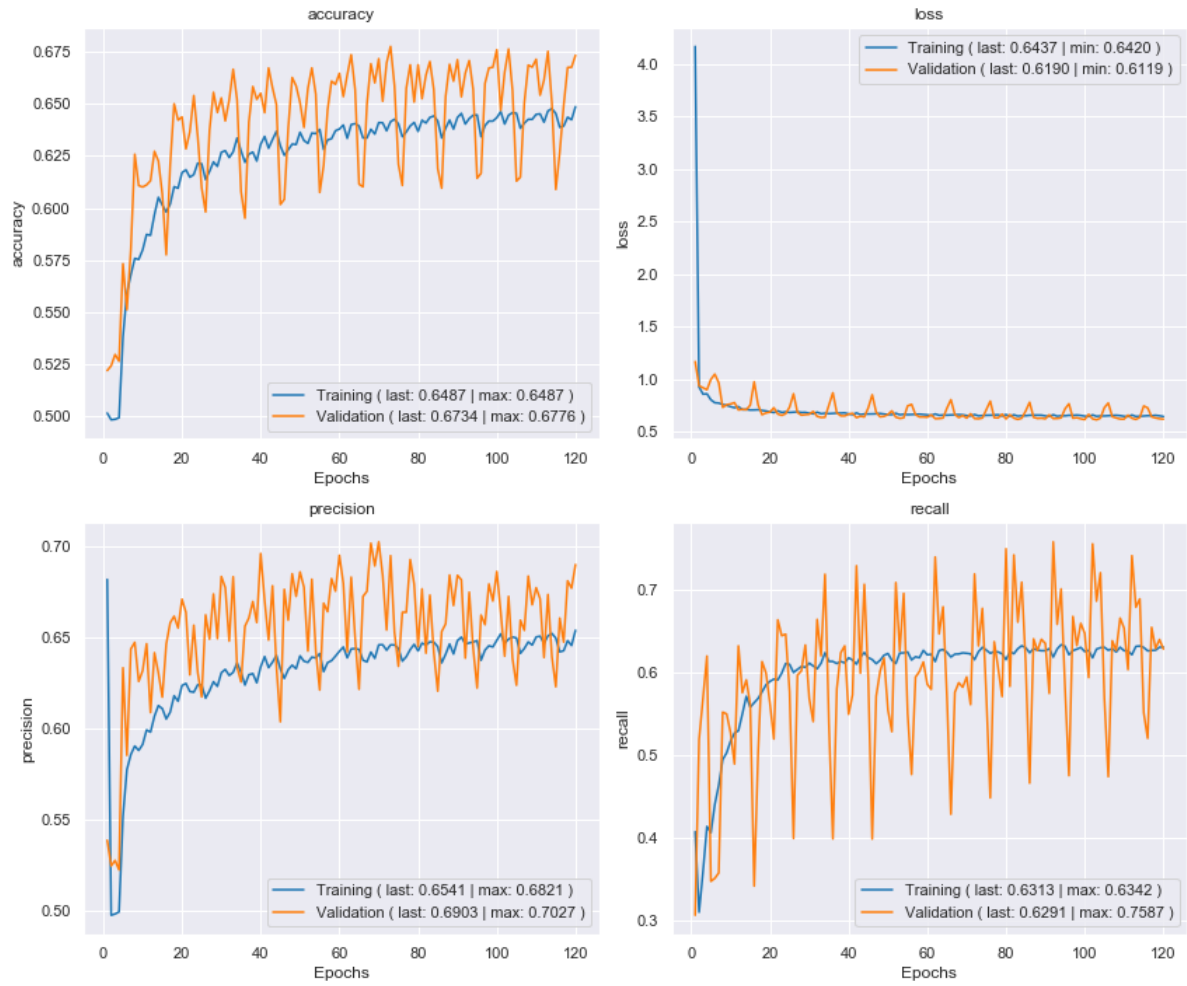 accuracy
0.675
0.650
0.625
0.600
0.575
0.550
0.525
0.500
accuracy
Training ( last: 0.6487 | max: 0.6487 )
Validation ( last: 0.6734 | max: 0.6776 )
0 20 40 60 80 100 120
Epochs
loss
4.0
3.5
3.0
2.5
2.0
1.5
1.0
0.5
loss
Training ( last: 0.6437 | min: 0.6420 )
Validation ( last: 0.6190 | min: 0.6119 )
0 20 40 60 80 100 120
Epochs
precision
0.70
0.65
0.60
0.55
0.50
precision
Training ( last: 0.6541 | max: 0.6821 )
Validation ( last: 0.6903 | max: 0.7027 )
0 20 40 60 80 100 120
Epochs
recall
0.7
0.6
0.5
0.4
0.3
recall
Training ( last: 0.6313 | max: 0.6342 )
Validation ( last: 0.6291 | max: 0.7587 )
0 20 40 60 80 100 120
Epochs